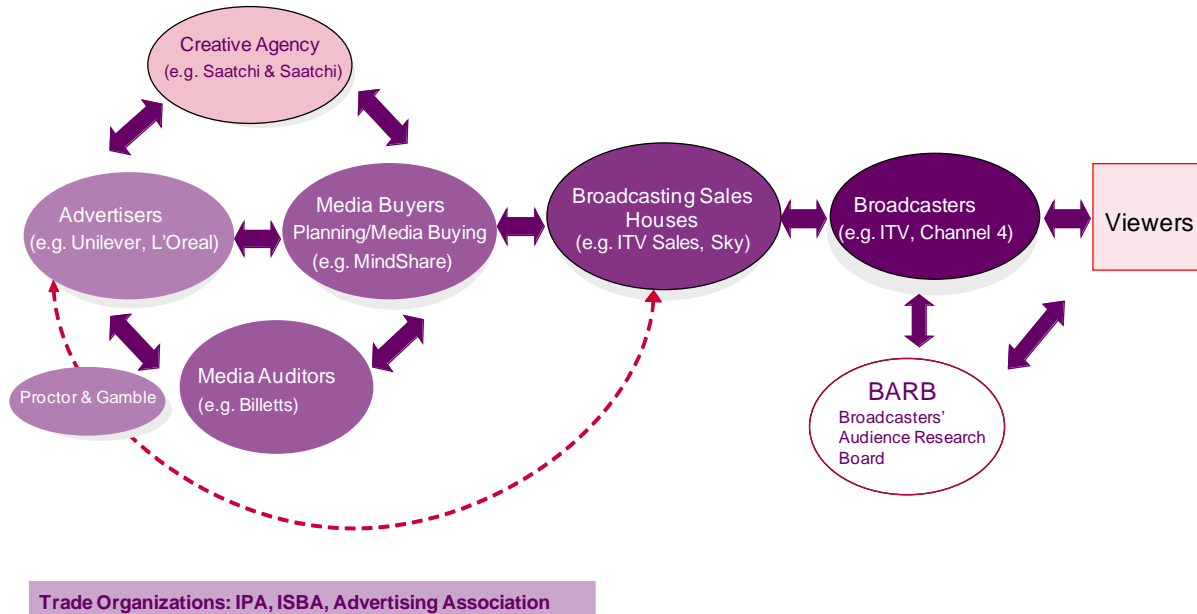 Creative Agency
(e.g. Saatchi & Saatchi)
Advertisers
(e.g. Unilever, L'Oreal)
Media Buyers
Planning/Media Buying
(e.g. MindShare)
Broadcasting Sales
Houses
(e.g. ITV Sales, Sky)
Broadcasters
(e.g. ITV, Channel 4)
Viewers
Proctor & Gamble
Media Auditors
(e.g. Billetts)
BARB
Broadcasters’
Audience Research
Board
Trade Organizations: IPA, ISBA, Advertising Association